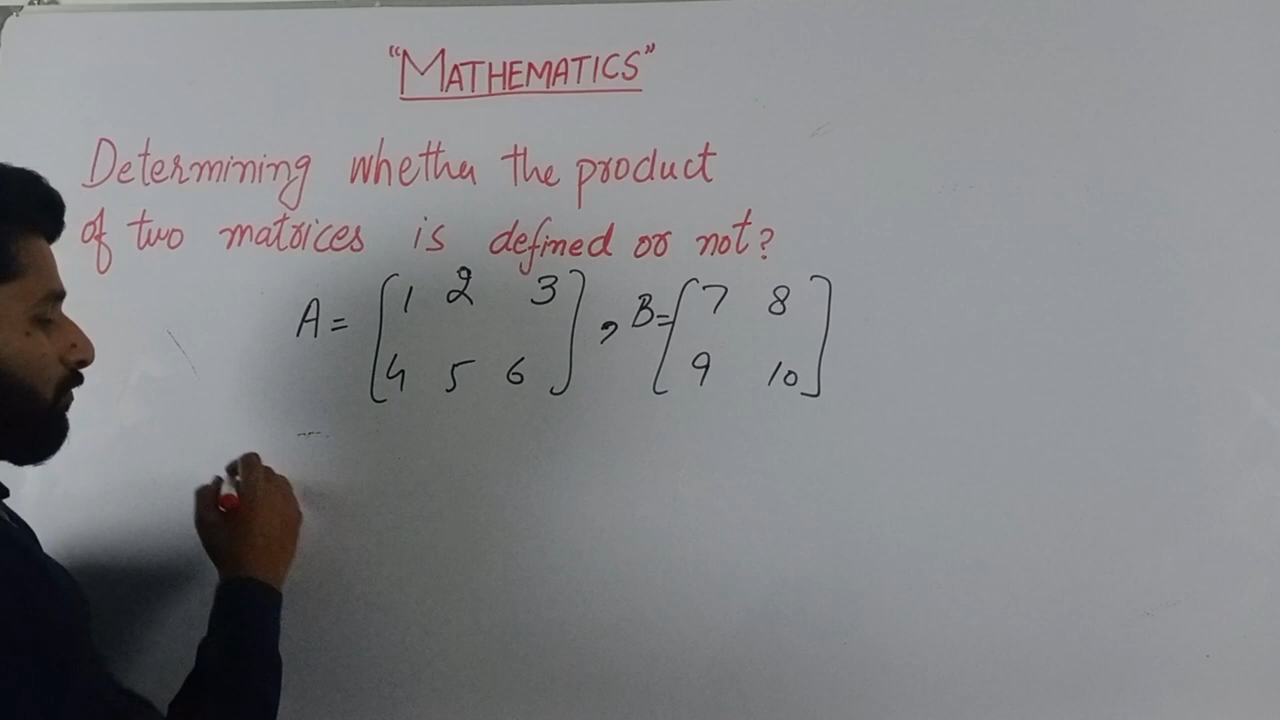 "MATHEMATICS"
Determining whether the product
of two matrices is defined or not?
A = [1 2 3 , B = [7 8
4 5 6] 9 10]